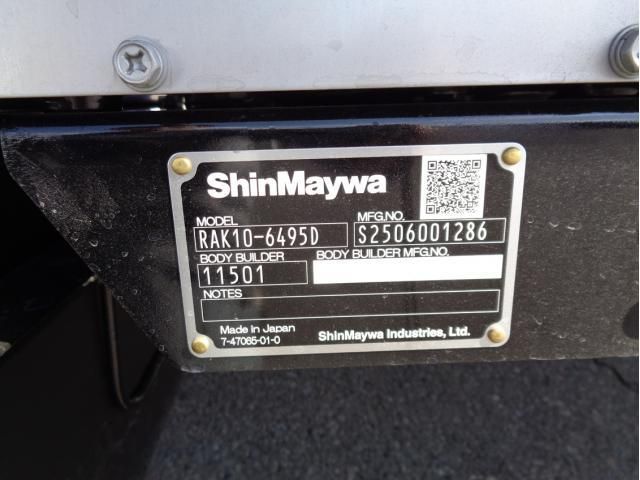 ShinMaywa
MODEL MFG.NO.
RAK10-6495D S2506001286
BODY BUILDER BODY BUILDER MFG.NO.
11501
NOTES
Made In Japan
7-47065-01-0 ShinMaywa Industries, Ltd.